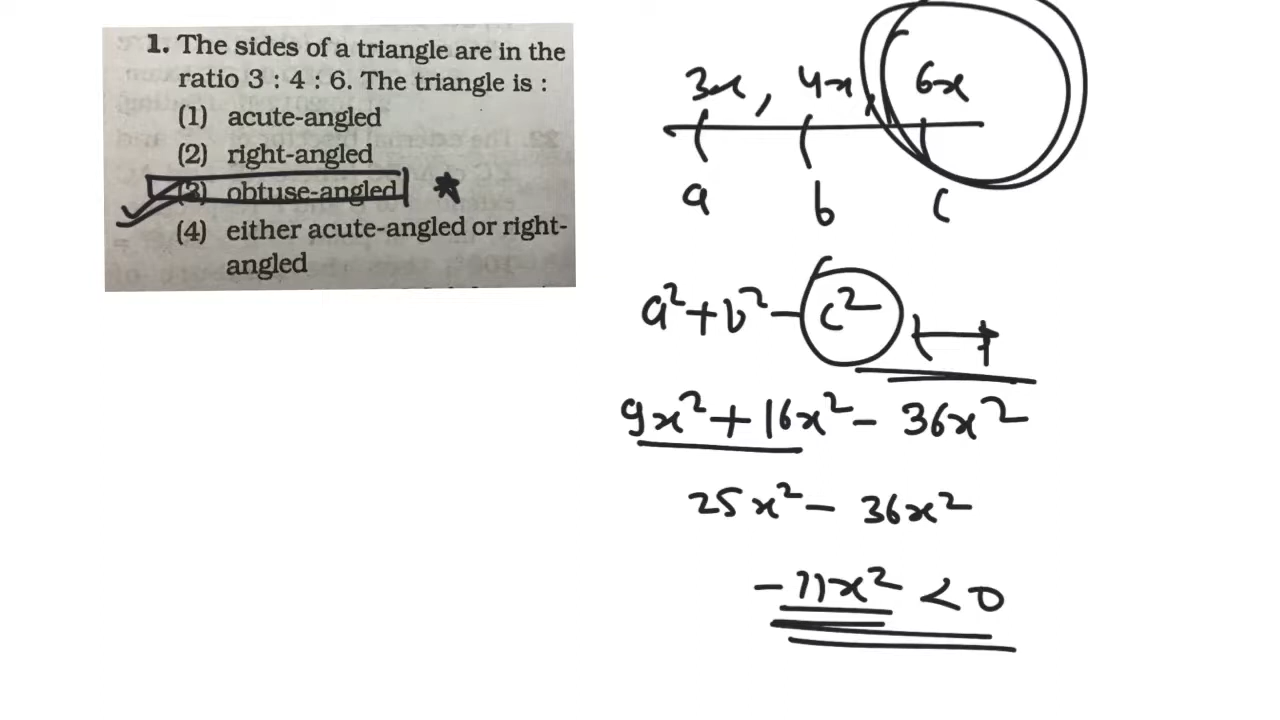 1. The sides of a triangle are in the
ratio 3 : 4 : 6. The triangle is :
(1) acute-angled
(2) right-angled
(3) obtuse-angled
(4) either acute-angled or right-
angled
3x, 4x, 6x
a b c
a²+b²-c²
9x²+16x²-36x²
25x²-36x²
-11x²<0